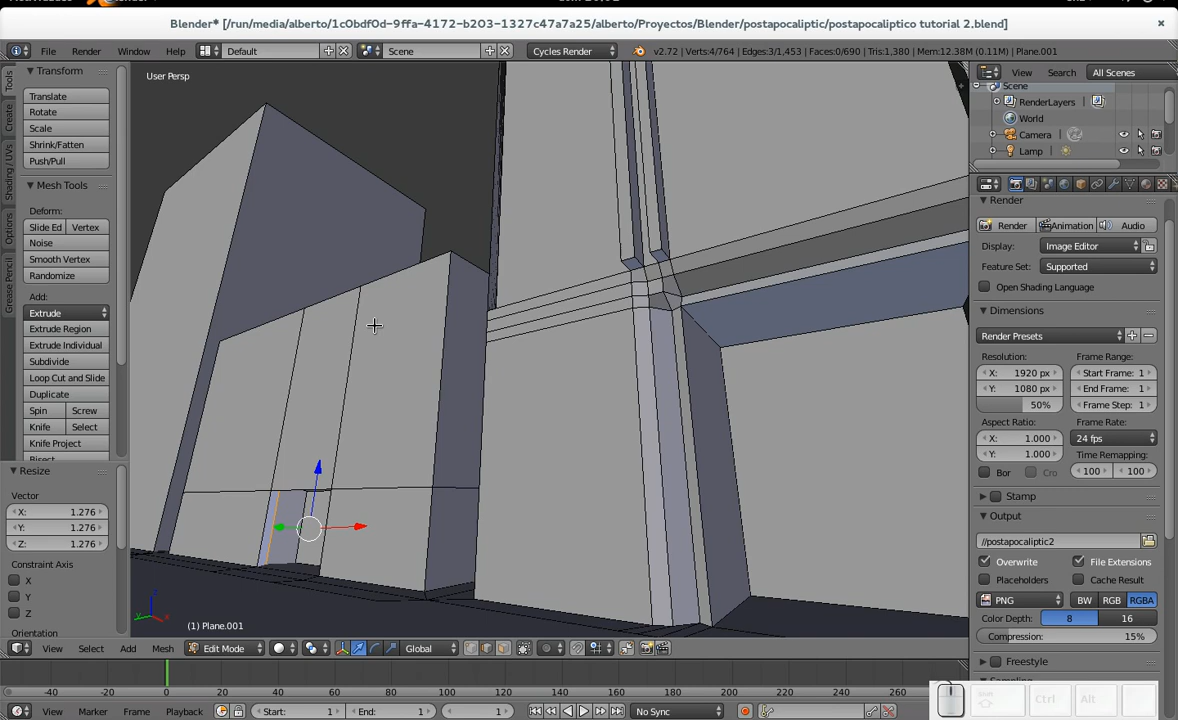 Blender* [/run/media/alberto/1c0bdf0d-9ffa-4172-b203-1327c47a7a25/alberto/Proyectos/Blender/postapocaliptic/postapocaliptico tutorial 2.blend]
File Render Window Help Default Scene Cycles Render v2.72 | Verts:4/764 | Edges:3/1,453 | Faces:0/690 | Tris:1,380 | Mem:12.38M (0.11M) | Plane.001
Tools
Create
Shading / UVs
Options
Grease Pencil
Transform
Translate
Rotate
Scale
Shrink/Fatten
Push/Pull
Mesh Tools
Deform:
Slide Ed Vertex
Noise
Smooth Vertex
Randomize
Add:
Extrude
Extrude Region
Extrude Individual
Subdivide
Loop Cut and Slide
Duplicate
Spin Screw
Knife Select
Knife Project
Bisect
Resize
Vector
X: 1.276
Y: 1.276
Z: 1.276
Constraint Axis
X
Y
Z
Orientation
User Persp
(1) Plane.001
View Select Add Mesh Edit Mode Global
View Search All Scenes
Scene
RenderLayers
World
Camera
Lamp
Render
Render Animation Audio
Display: Image Editor
Feature Set: Supported
Open Shading Language
Dimensions
Render Presets
Resolution: Frame Range:
X: 1920 px Start Frame: 1
Y: 1080 px End Frame: 1
50% Frame Step: 1
Aspect Ratio: Frame Rate:
X: 1.000 24 fps
Y: 1.000 Time Remapping:
Bor Cro 100 100
Stamp
Output
//postapocaliptic2
Overwrite File Extensions
Placeholders Cache Result
PNG BW RGB RGBA
Color Depth: 8 16
Compression: 15%
Freestyle
-40 -20 0 20 40 60 80 100 120 140 160 180 200 220 240 260
View Marker Frame Playback Start: 1 End: 1 1 No Sync
Shift Ctrl Alt